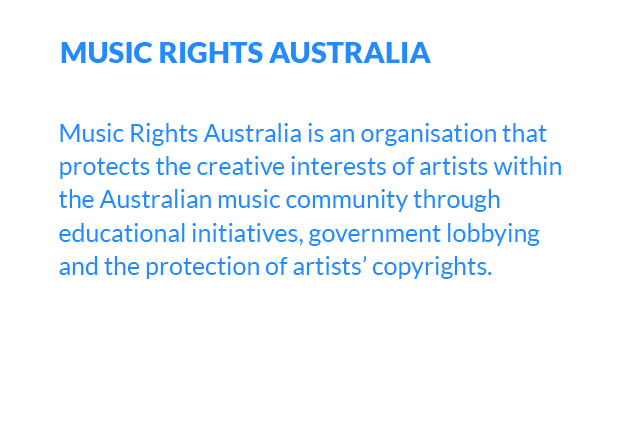 MUSIC RIGHTS AUSTRALIA
Music Rights Australia is an organisation that
protects the creative interests of artists within
the Australian music community through
educational initiatives, government lobbying
and the protection of artists’ copyrights.